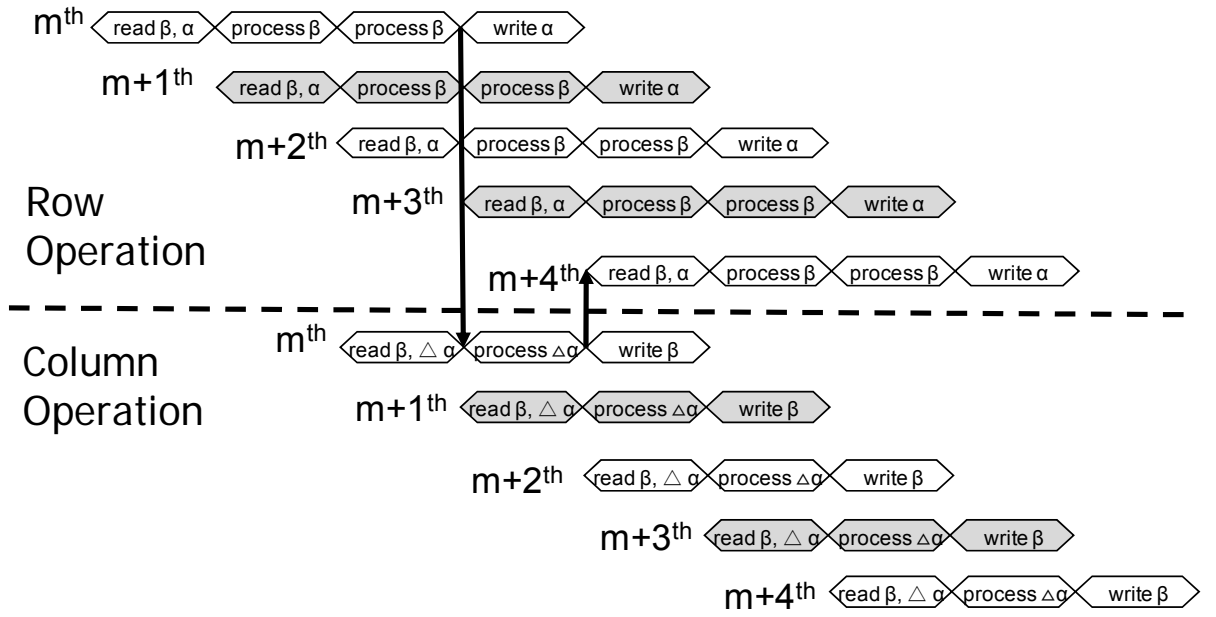 mth read β, α process β process β write α
m+1th read β, α process β process β write α
m+2th read β, α process β process β write α
Row
Operation
m+3th read β, α process β process β write α
m+4th read β, α process β process β write α
Column
Operation
mth read β, △ α process △α write β
m+1th read β, △ α process △α write β
m+2th read β, △ α process △α write β
m+3th read β, △ α process △α write β
m+4th read β, △ α process △α write β